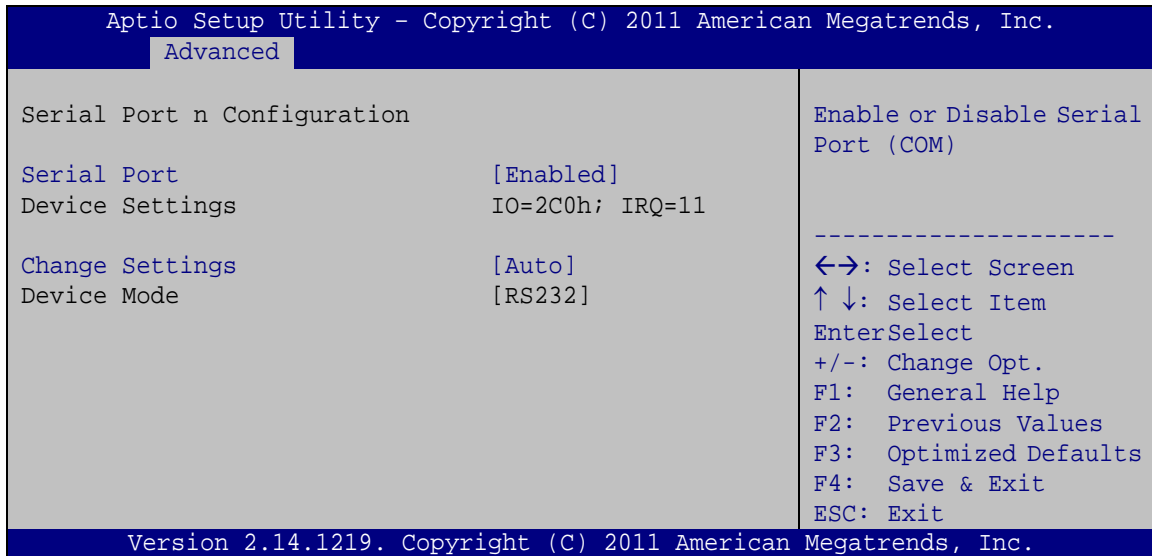 Aptio Setup Utility – Copyright (C) 2011 American Megatrends, Inc.
Advanced
Serial Port n Configuration
Serial Port [Enabled]
Device Settings IO=2C0h; IRQ=11
Change Settings [Auto]
Device Mode [RS232]
Enable or Disable Serial
Port (COM)
---------------------
←→: Select Screen
↑ ↓: Select Item
EnterSelect
+/-: Change Opt.
F1: General Help
F2: Previous Values
F3: Optimized Defaults
F4: Save & Exit
ESC: Exit
Version 2.14.1219. Copyright (C) 2011 American Megatrends, Inc.